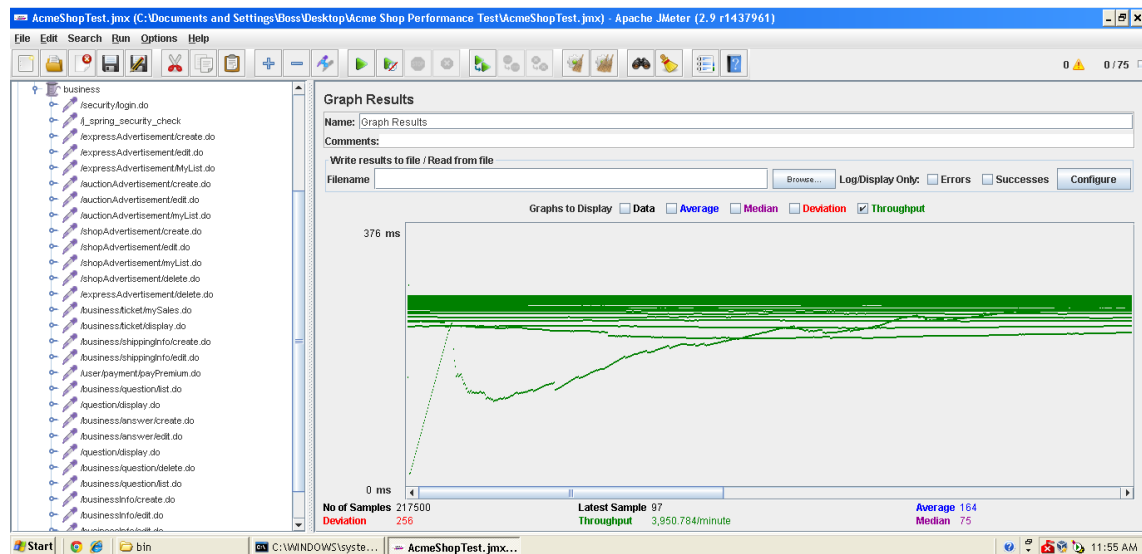 AcmeShopTest.jmx (C:\Documents and Settings\Boss\Desktop\Acme Shop Performance Test\AcmeShopTest.jmx) - Apache JMeter (2.9 r1437961)
File Edit Search Run Options Help
0 0 / 75
business
/security/login.do
/j_spring_security_check
/expressAdvertisement/create.do
/expressAdvertisement/edit.do
/expressAdvertisement/MyList.do
/auctionAdvertisement/create.do
/auctionAdvertisement/edit.do
/auctionAdvertisement/myList.do
/shopAdvertisement/create.do
/shopAdvertisement/edit.do
/shopAdvertisement/myList.do
/shopAdvertisement/delete.do
/expressAdvertisement/delete.do
/business/ticket/mySales.do
/business/ticket/display.do
/business/shippingInfo/create.do
/business/shippingInfo/edit.do
/user/payment/payPremium.do
/business/question/list.do
/question/display.do
/business/answer/create.do
/business/answer/edit.do
/question/display.do
/business/question/delete.do
/business/question/list.do
/businessInfo/create.do
/businessInfo/edit.do
/businessInfo/edit.do
Graph Results
Name: Graph Results
Comments:
Write results to file / Read from file
Filename Browse... Log/Display Only: Errors Successes Configure
Graphs to Display Data Average Median Deviation Throughput
376 ms
0 ms
No of Samples 217500 Latest Sample 97 Average 164
Deviation 256 Throughput 3,950.784/minute Median 75
Start bin C:\WINDOWS\syste... AcmeShopTest.jmx... 11:55 AM